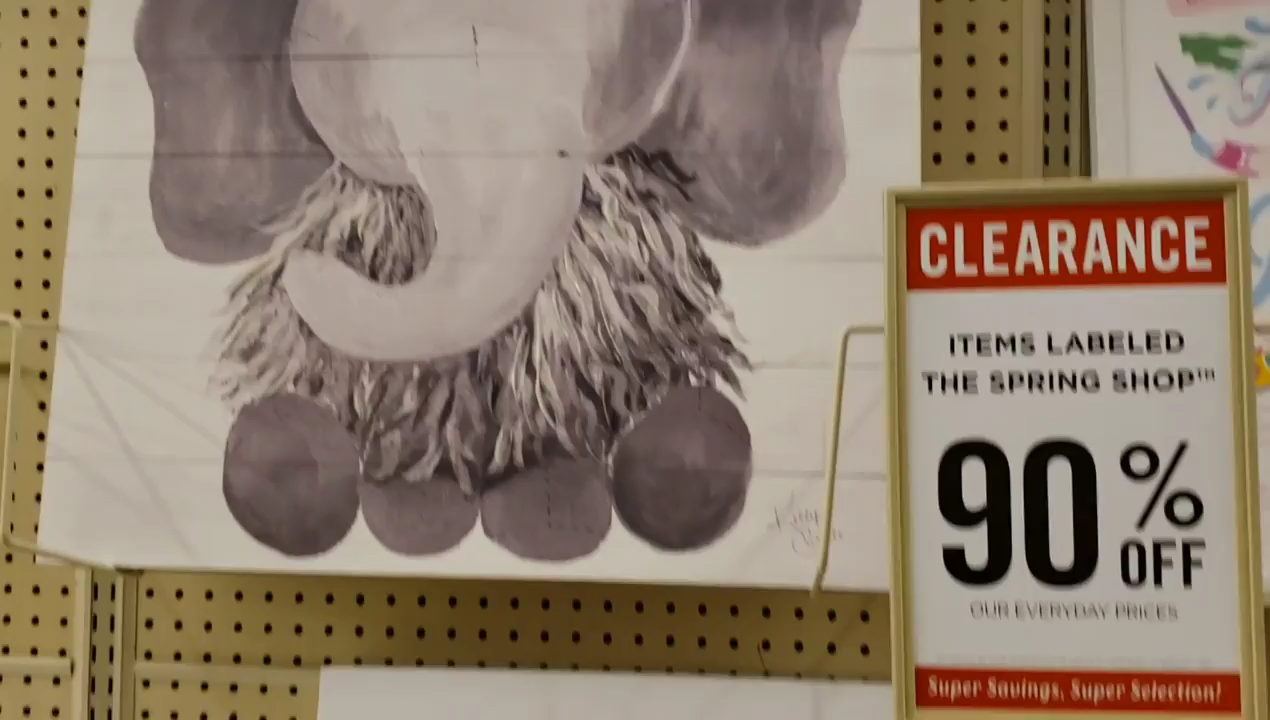 CLEARANCE
ITEMS LABELED
THE SPRING SHOP™
90%
OFF
OUR EVERYDAY PRICES
Super Savings, Super Selection!